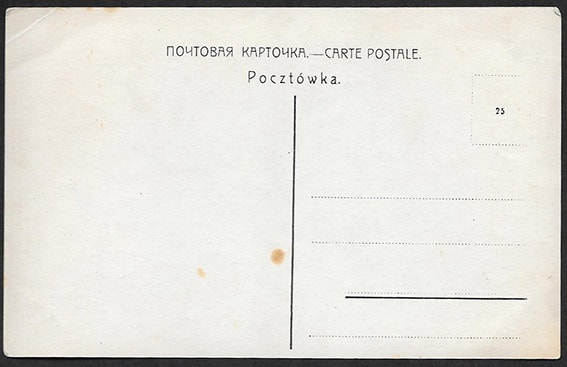 ПОЧТОВАЯ КАРТОЧКА.—CARTE POSTALE.
Pocztówka.
25